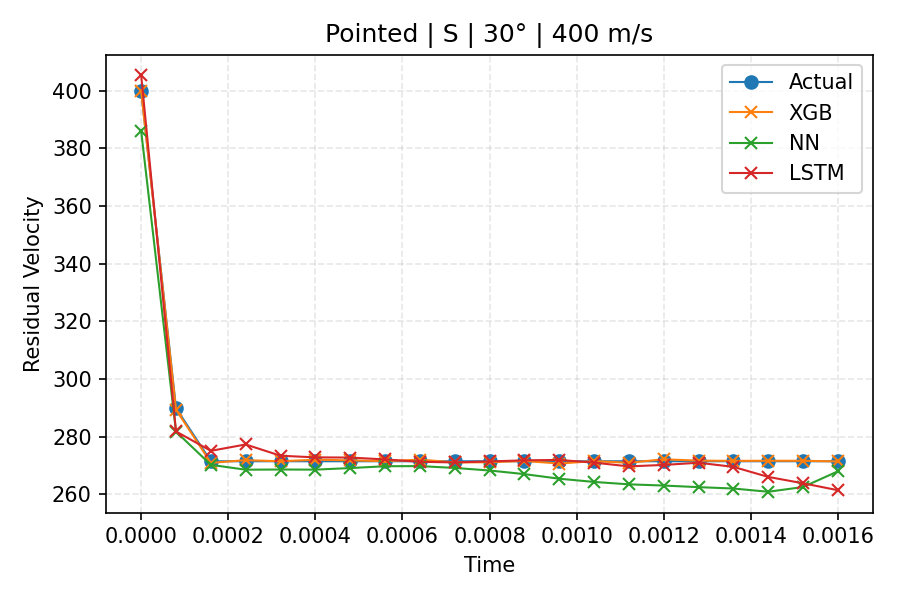 Pointed | S | 30° | 400 m/s
Residual Velocity
400
380
360
340
320
300
280
260
Actual
XGB
NN
LSTM
0.0000 0.0002 0.0004 0.0006 0.0008 0.0010 0.0012 0.0014 0.0016
Time